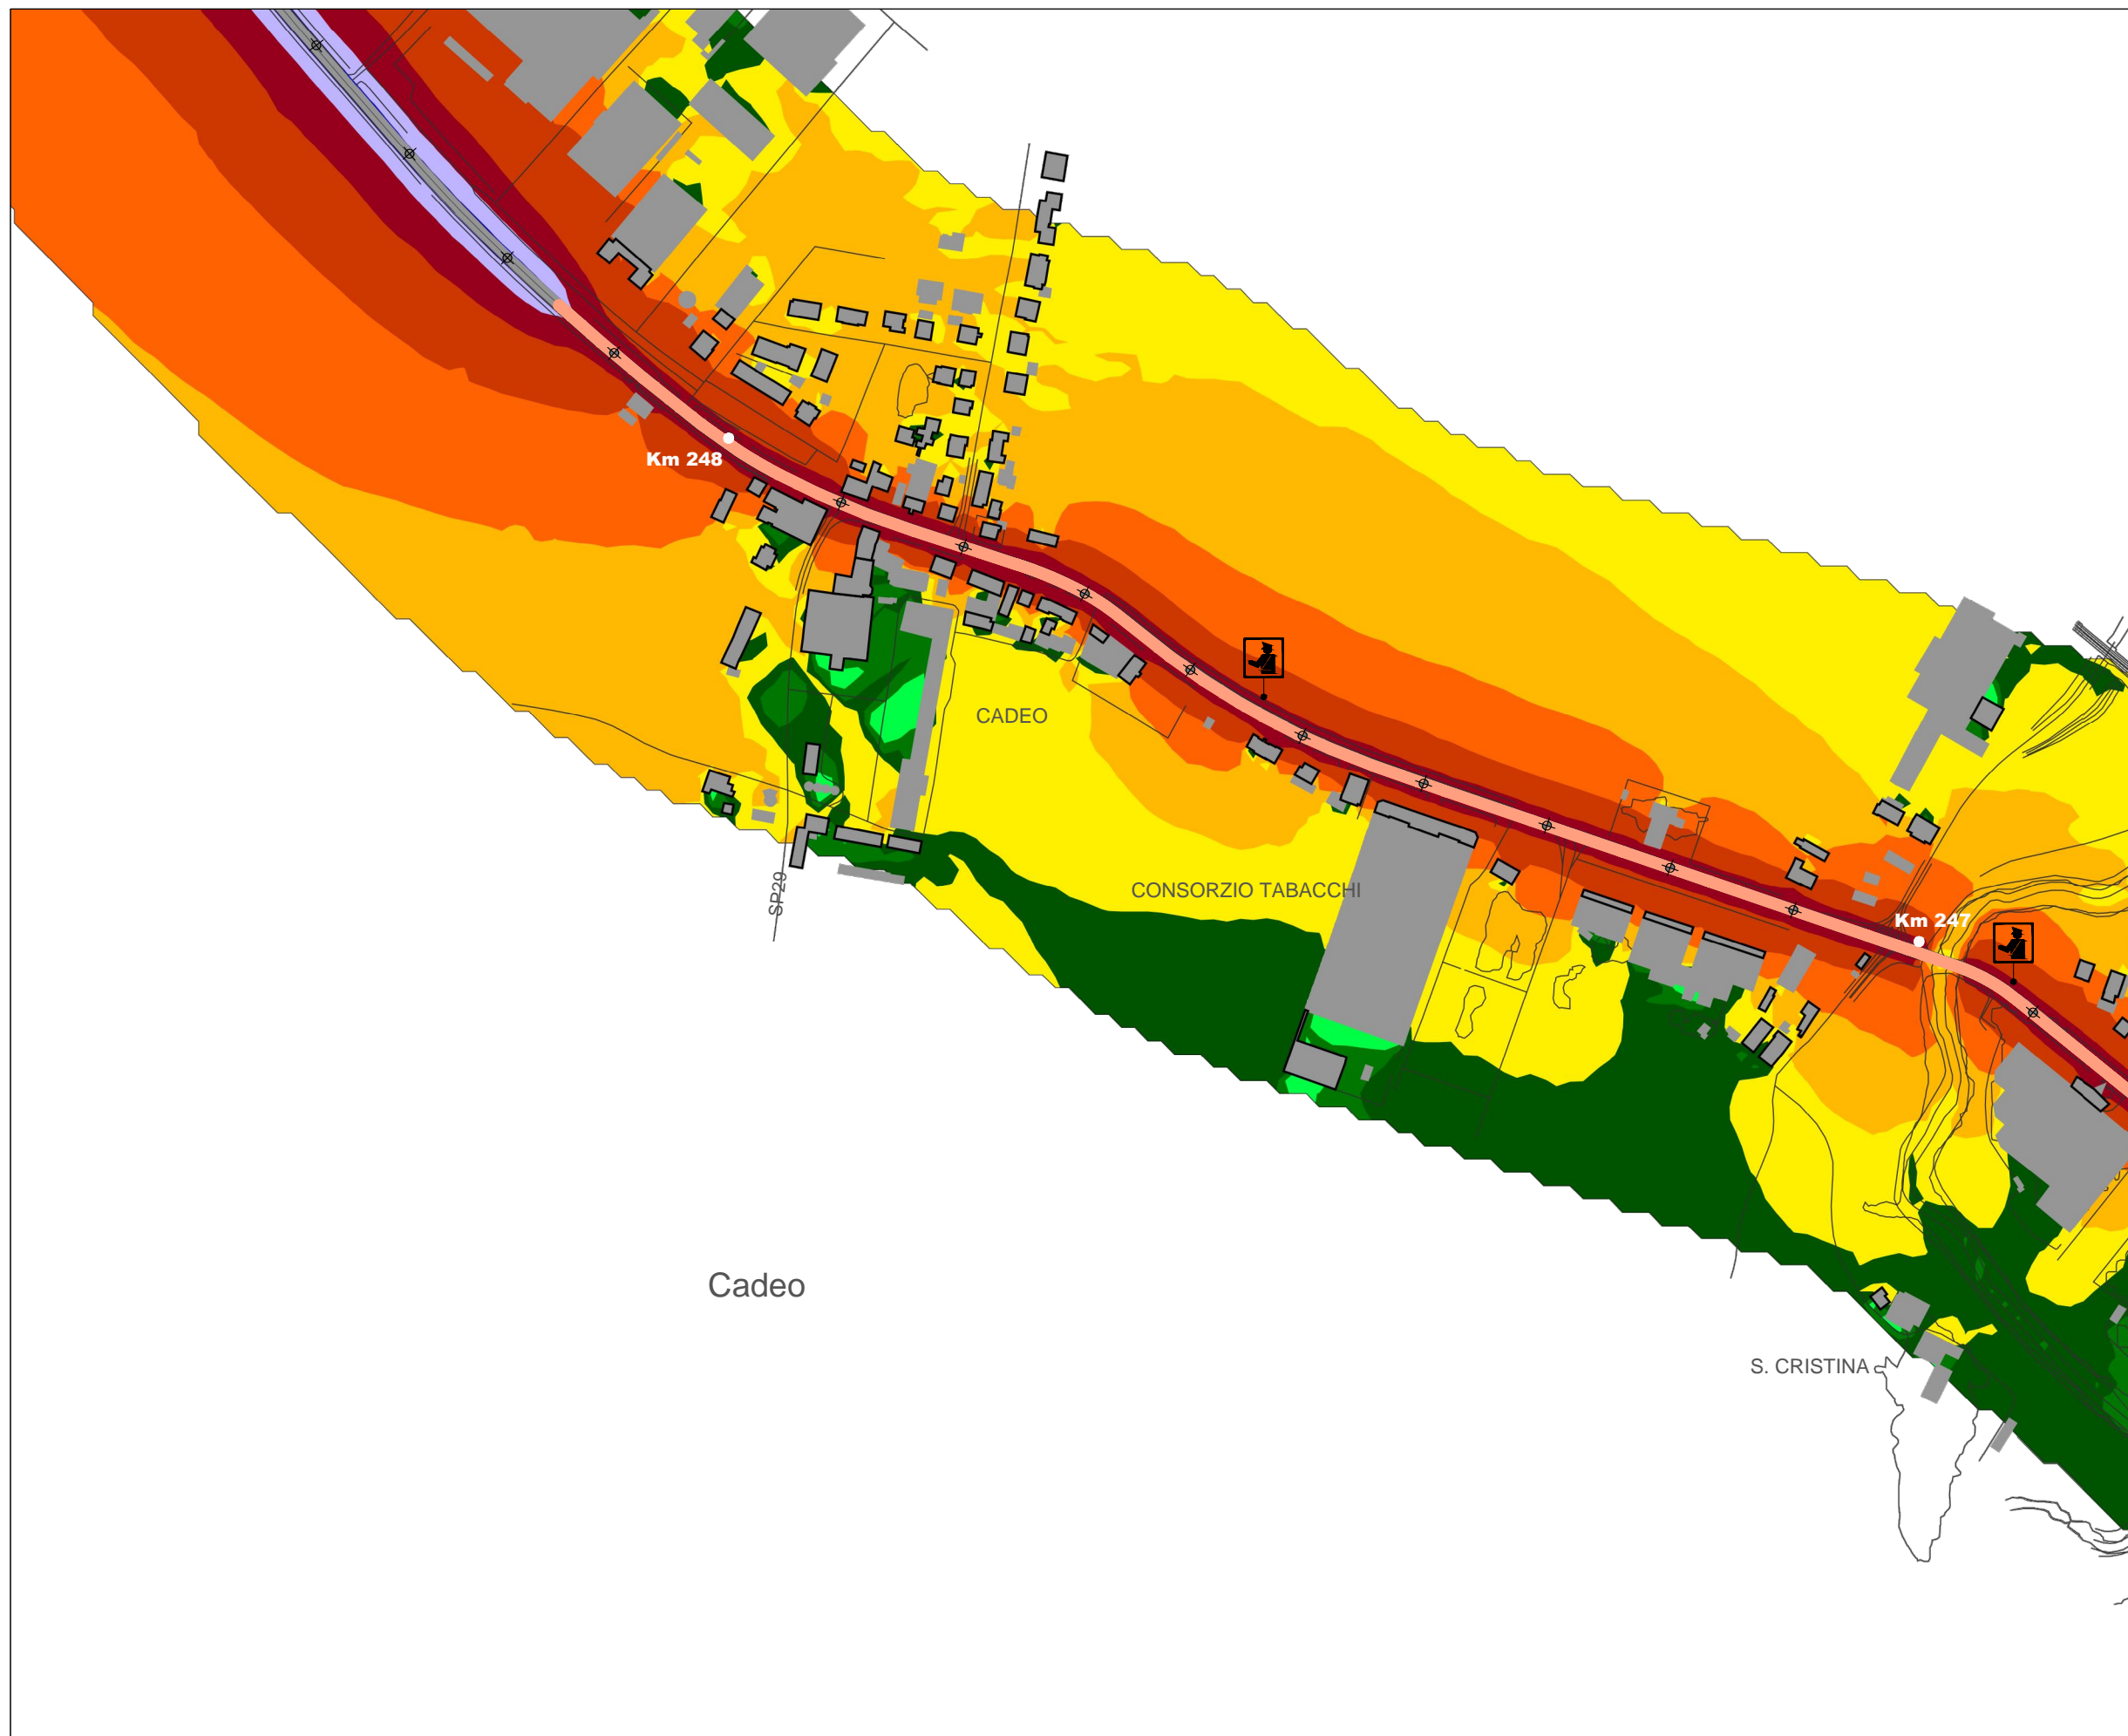 Km 248
CADEO
SP29
CONSORZIO TABACCHI
Km 247
Cadeo
S. CRISTINA